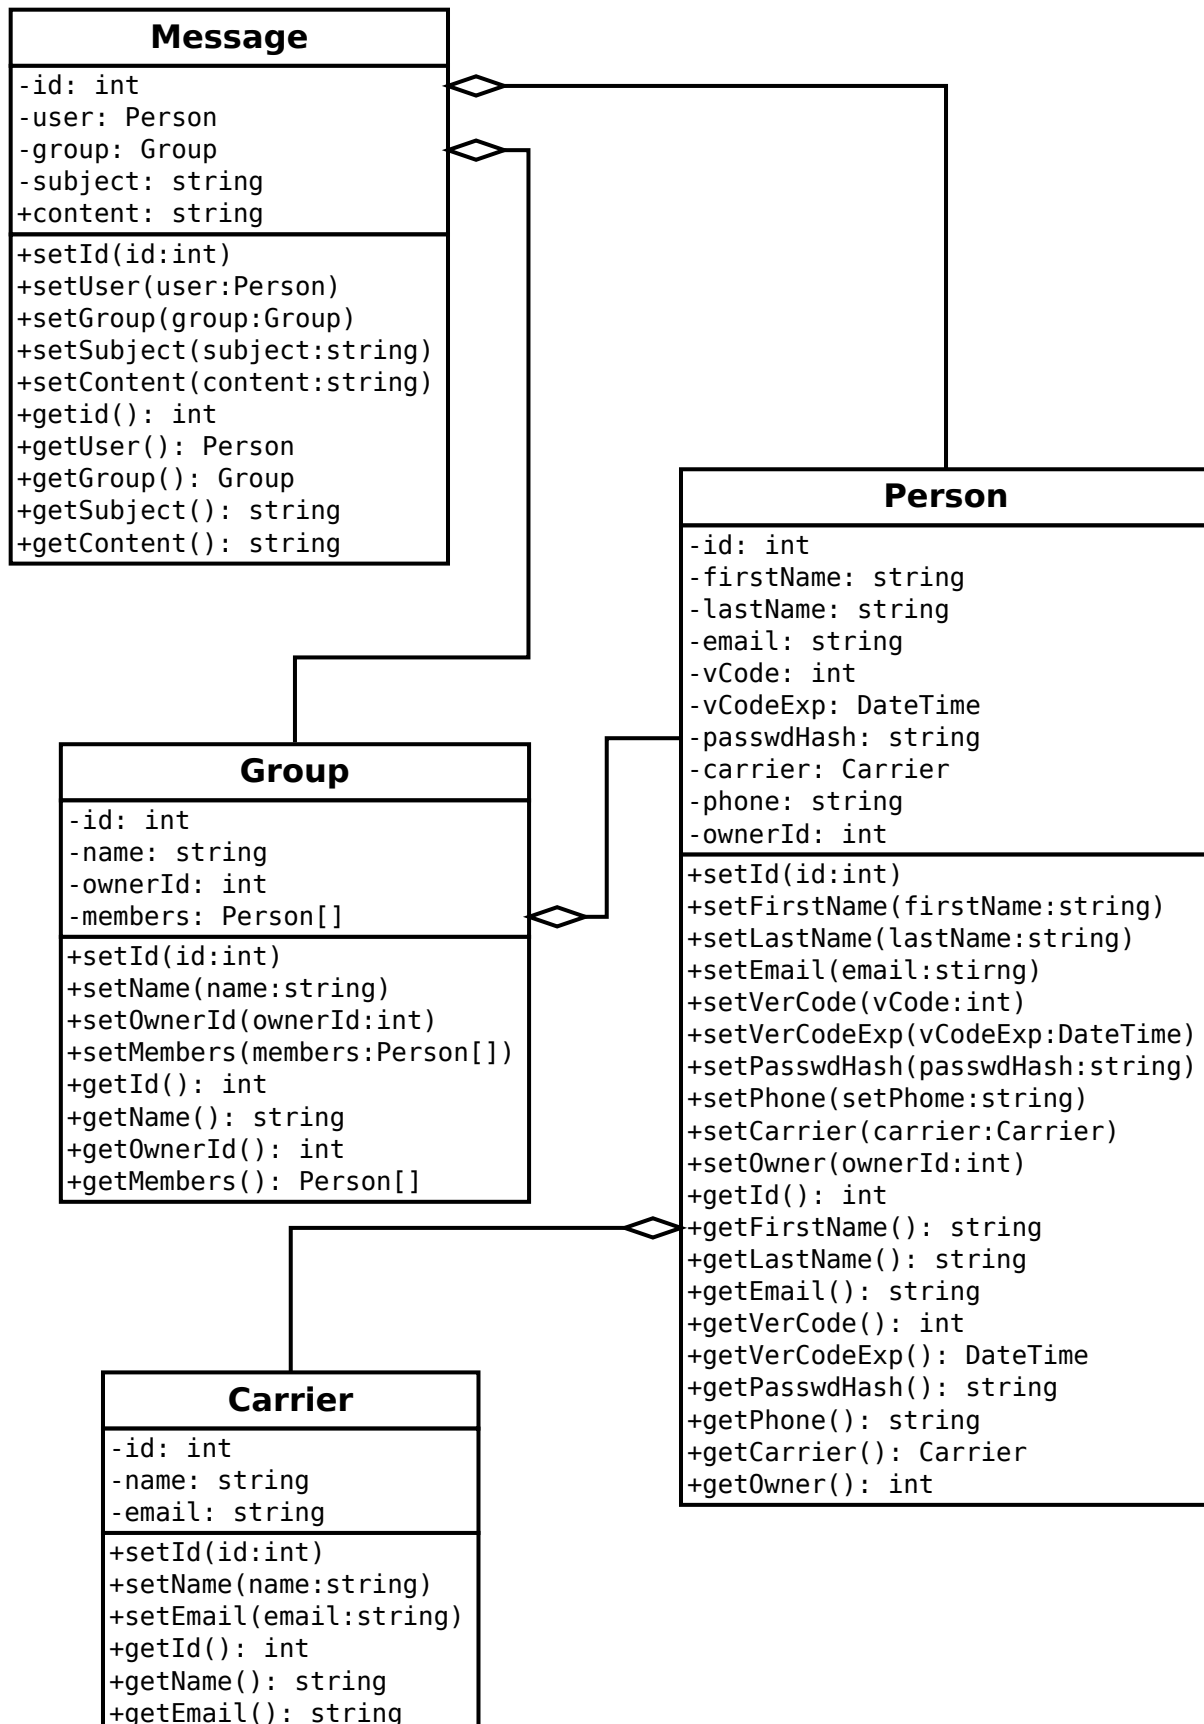 Message
-id: int
-user: Person
-group: Group
-subject: string
+content: string
+setId(id:int)
+setUser(user:Person)
+setGroup(group:Group)
+setSubject(subject:string)
+setContent(content:string)
+getid(): int
+getUser(): Person
+getGroup(): Group
+getSubject(): string
+getContent(): string
Person
-id: int
-firstName: string
-lastName: string
-email: string
-vCode: int
-vCodeExp: DateTime
-passwdHash: string
-carrier: Carrier
-phone: string
-ownerId: int
+setId(id:int)
+setFirstName(firstName:string)
+setLastName(lastName:string)
+setEmail(email:stirng)
+setVerCode(vCode:int)
+setVerCodeExp(vCodeExp:DateTime)
+setPasswdHash(passwdHash:string)
+setPhone(setPhome:string)
+setCarrier(carrier:Carrier)
+setOwner(ownerId:int)
+getId(): int
+getFirstName(): string
+getLastName(): string
+getEmail(): string
+getVerCode(): int
+getVerCodeExp(): DateTime
+getPasswdHash(): string
+getPhone(): string
+getCarrier(): Carrier
+getOwner(): int
Group
-id: int
-name: string
-ownerId: int
-members: Person[]
+setId(id:int)
+setName(name:string)
+setOwnerId(ownerId:int)
+setMembers(members:Person[])
+getId(): int
+getName(): string
+getOwnerId(): int
+getMembers(): Person[]
Carrier
-id: int
-name: string
-email: string
+setId(id:int)
+setName(name:string)
+setEmail(email:string)
+getId(): int
+getName(): string
+getEmail(): string